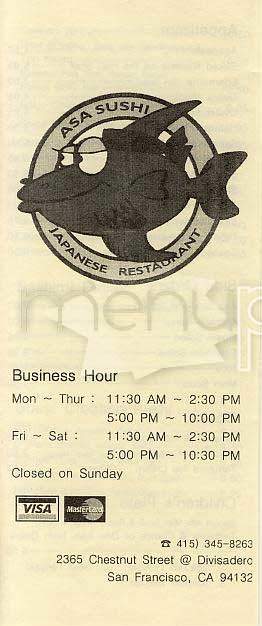 ASA SUSHI
JAPANESE RESTAURANT
menup
Business Hour
Mon ~ Thur : 11:30 AM ~ 2:30 PM
5:00 PM ~ 10:00 PM
Fri ~ Sat : 11:30 AM ~ 2:30 PM
5:00 PM ~ 10:30 PM
Closed on Sunday
VISA MasterCard
☎ 415) 345-8263
2365 Chestnut Street @ Divisadero
San Francisco, CA 94132